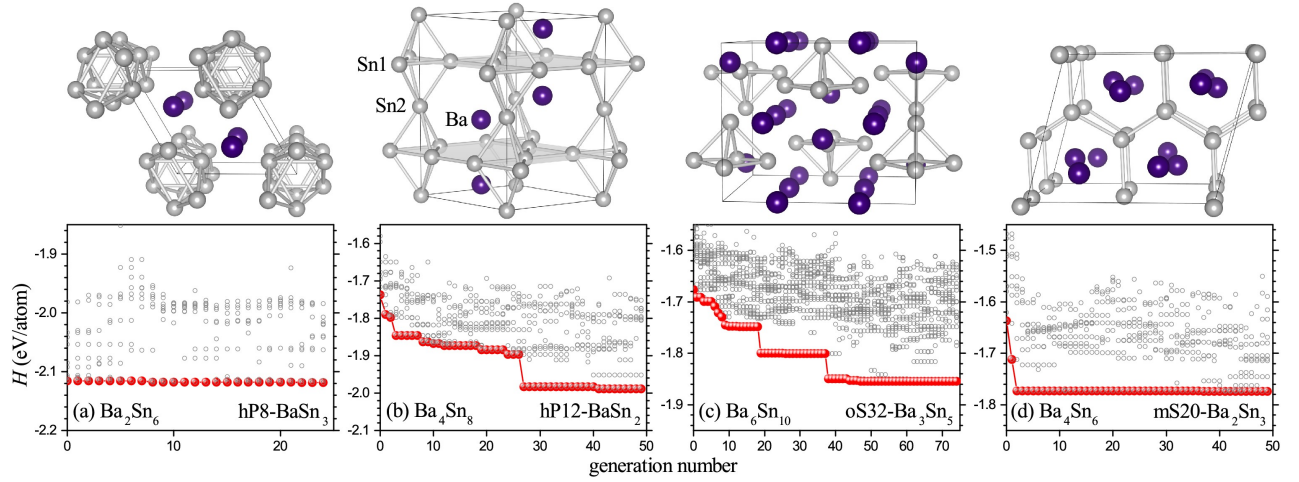 Sn1
Sn2
Ba
H (eV/atom)
-1.9
-2.0
-2.1
-2.2
(a) Ba₂Sn₆ hP8-BaSn₃
0 10 20
-1.6
-1.7
-1.8
-1.9
-2.0
-2.1
(b) Ba₄Sn₈ hP12-BaSn₂
0 10 20 30 40 50
-1.6
-1.7
-1.8
-1.9
(c) Ba₆Sn₁₀ oS32-Ba₃Sn₅
0 10 20 30 40 50 60 70
-1.5
-1.6
-1.7
-1.8
(d) Ba₄Sn₆ mS20-Ba₂Sn₃
0 10 20 30 40 50
generation number